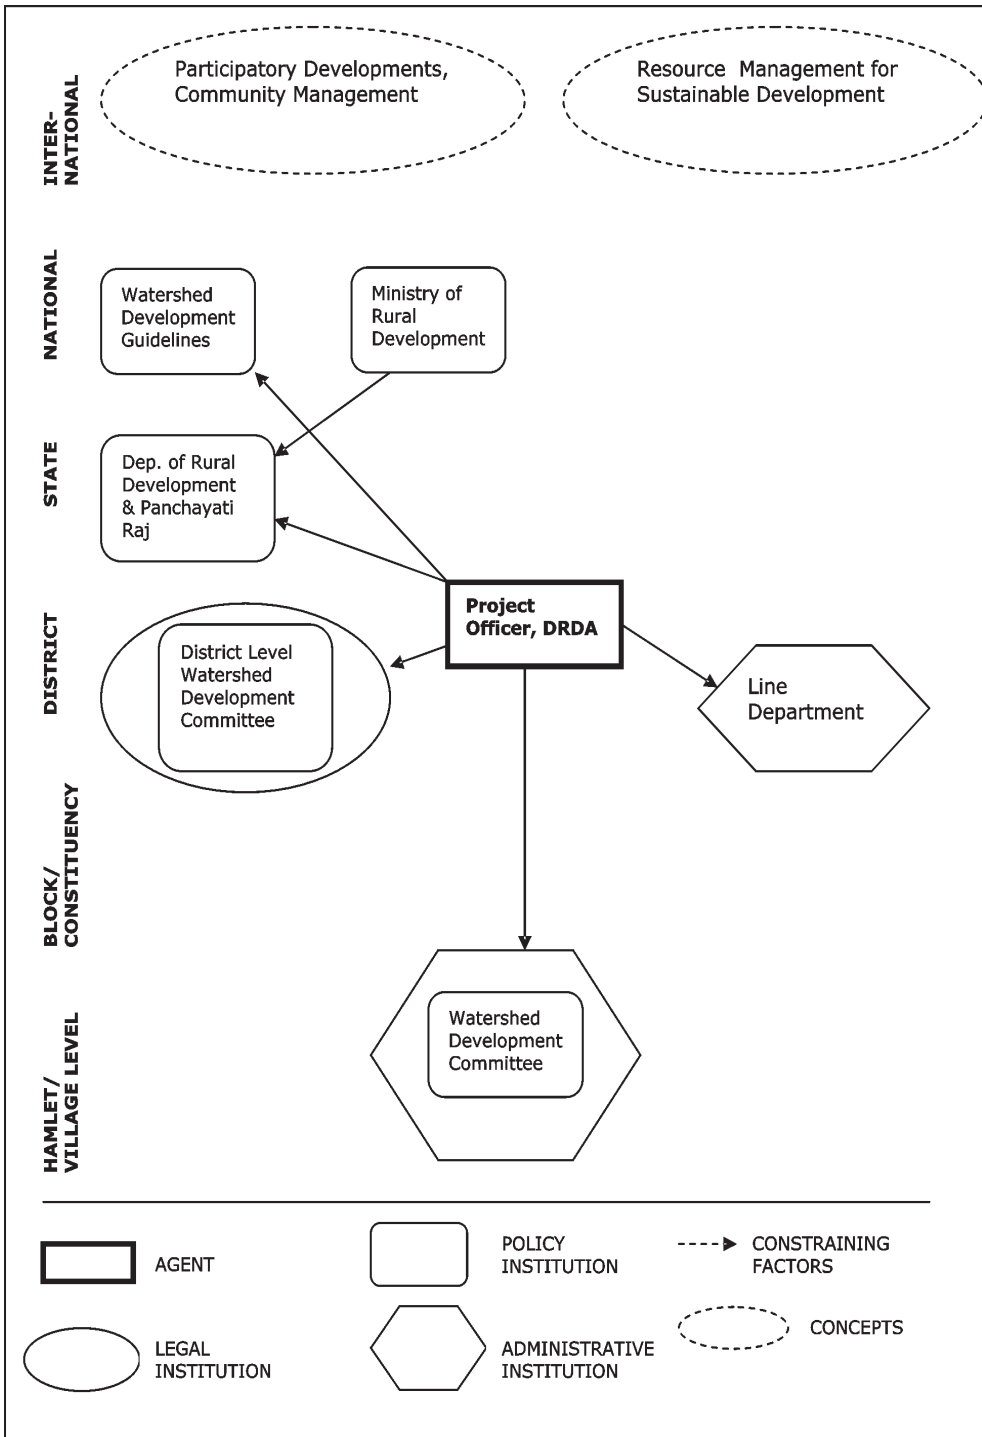 INTER-
NATIONAL
Participatory Developments,
Community Management
Resource Management for
Sustainable Development
NATIONAL
Watershed
Development
Guidelines
Ministry of
Rural
Development
STATE
Dep. of Rural
Development
& Panchayati
Raj
DISTRICT
Project
Officer, DRDA
District Level
Watershed
Development
Committee
Line
Department
BLOCK/
CONSTITUENCY
HAMLET/
VILLAGE LEVEL
Watershed
Development
Committee
AGENT
POLICY
INSTITUTION
CONSTRAINING
FACTORS
LEGAL
INSTITUTION
ADMINISTRATIVE
INSTITUTION
CONCEPTS